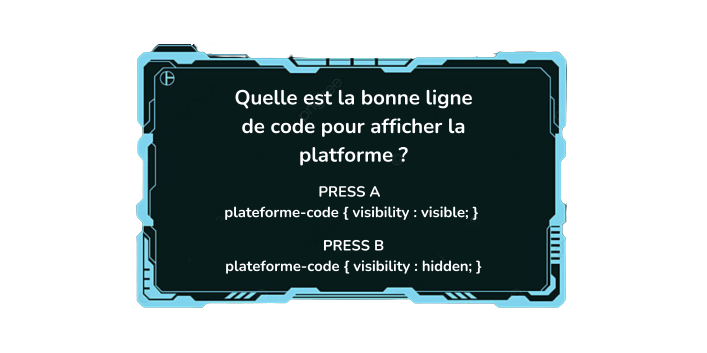 Quelle est la bonne ligne
de code pour afficher la
platforme ?
PRESS A
plateforme-code { visibility : visible; }
PRESS B
plateforme-code { visibility : hidden; }